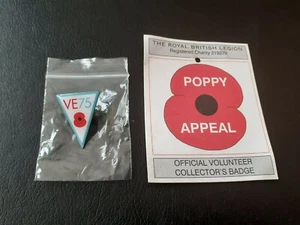 VE75
THE ROYAL BRITISH LEGION
Registered Charity 219279
POPPY
APPEAL
OFFICIAL VOLUNTEER
COLLECTOR'S BADGE